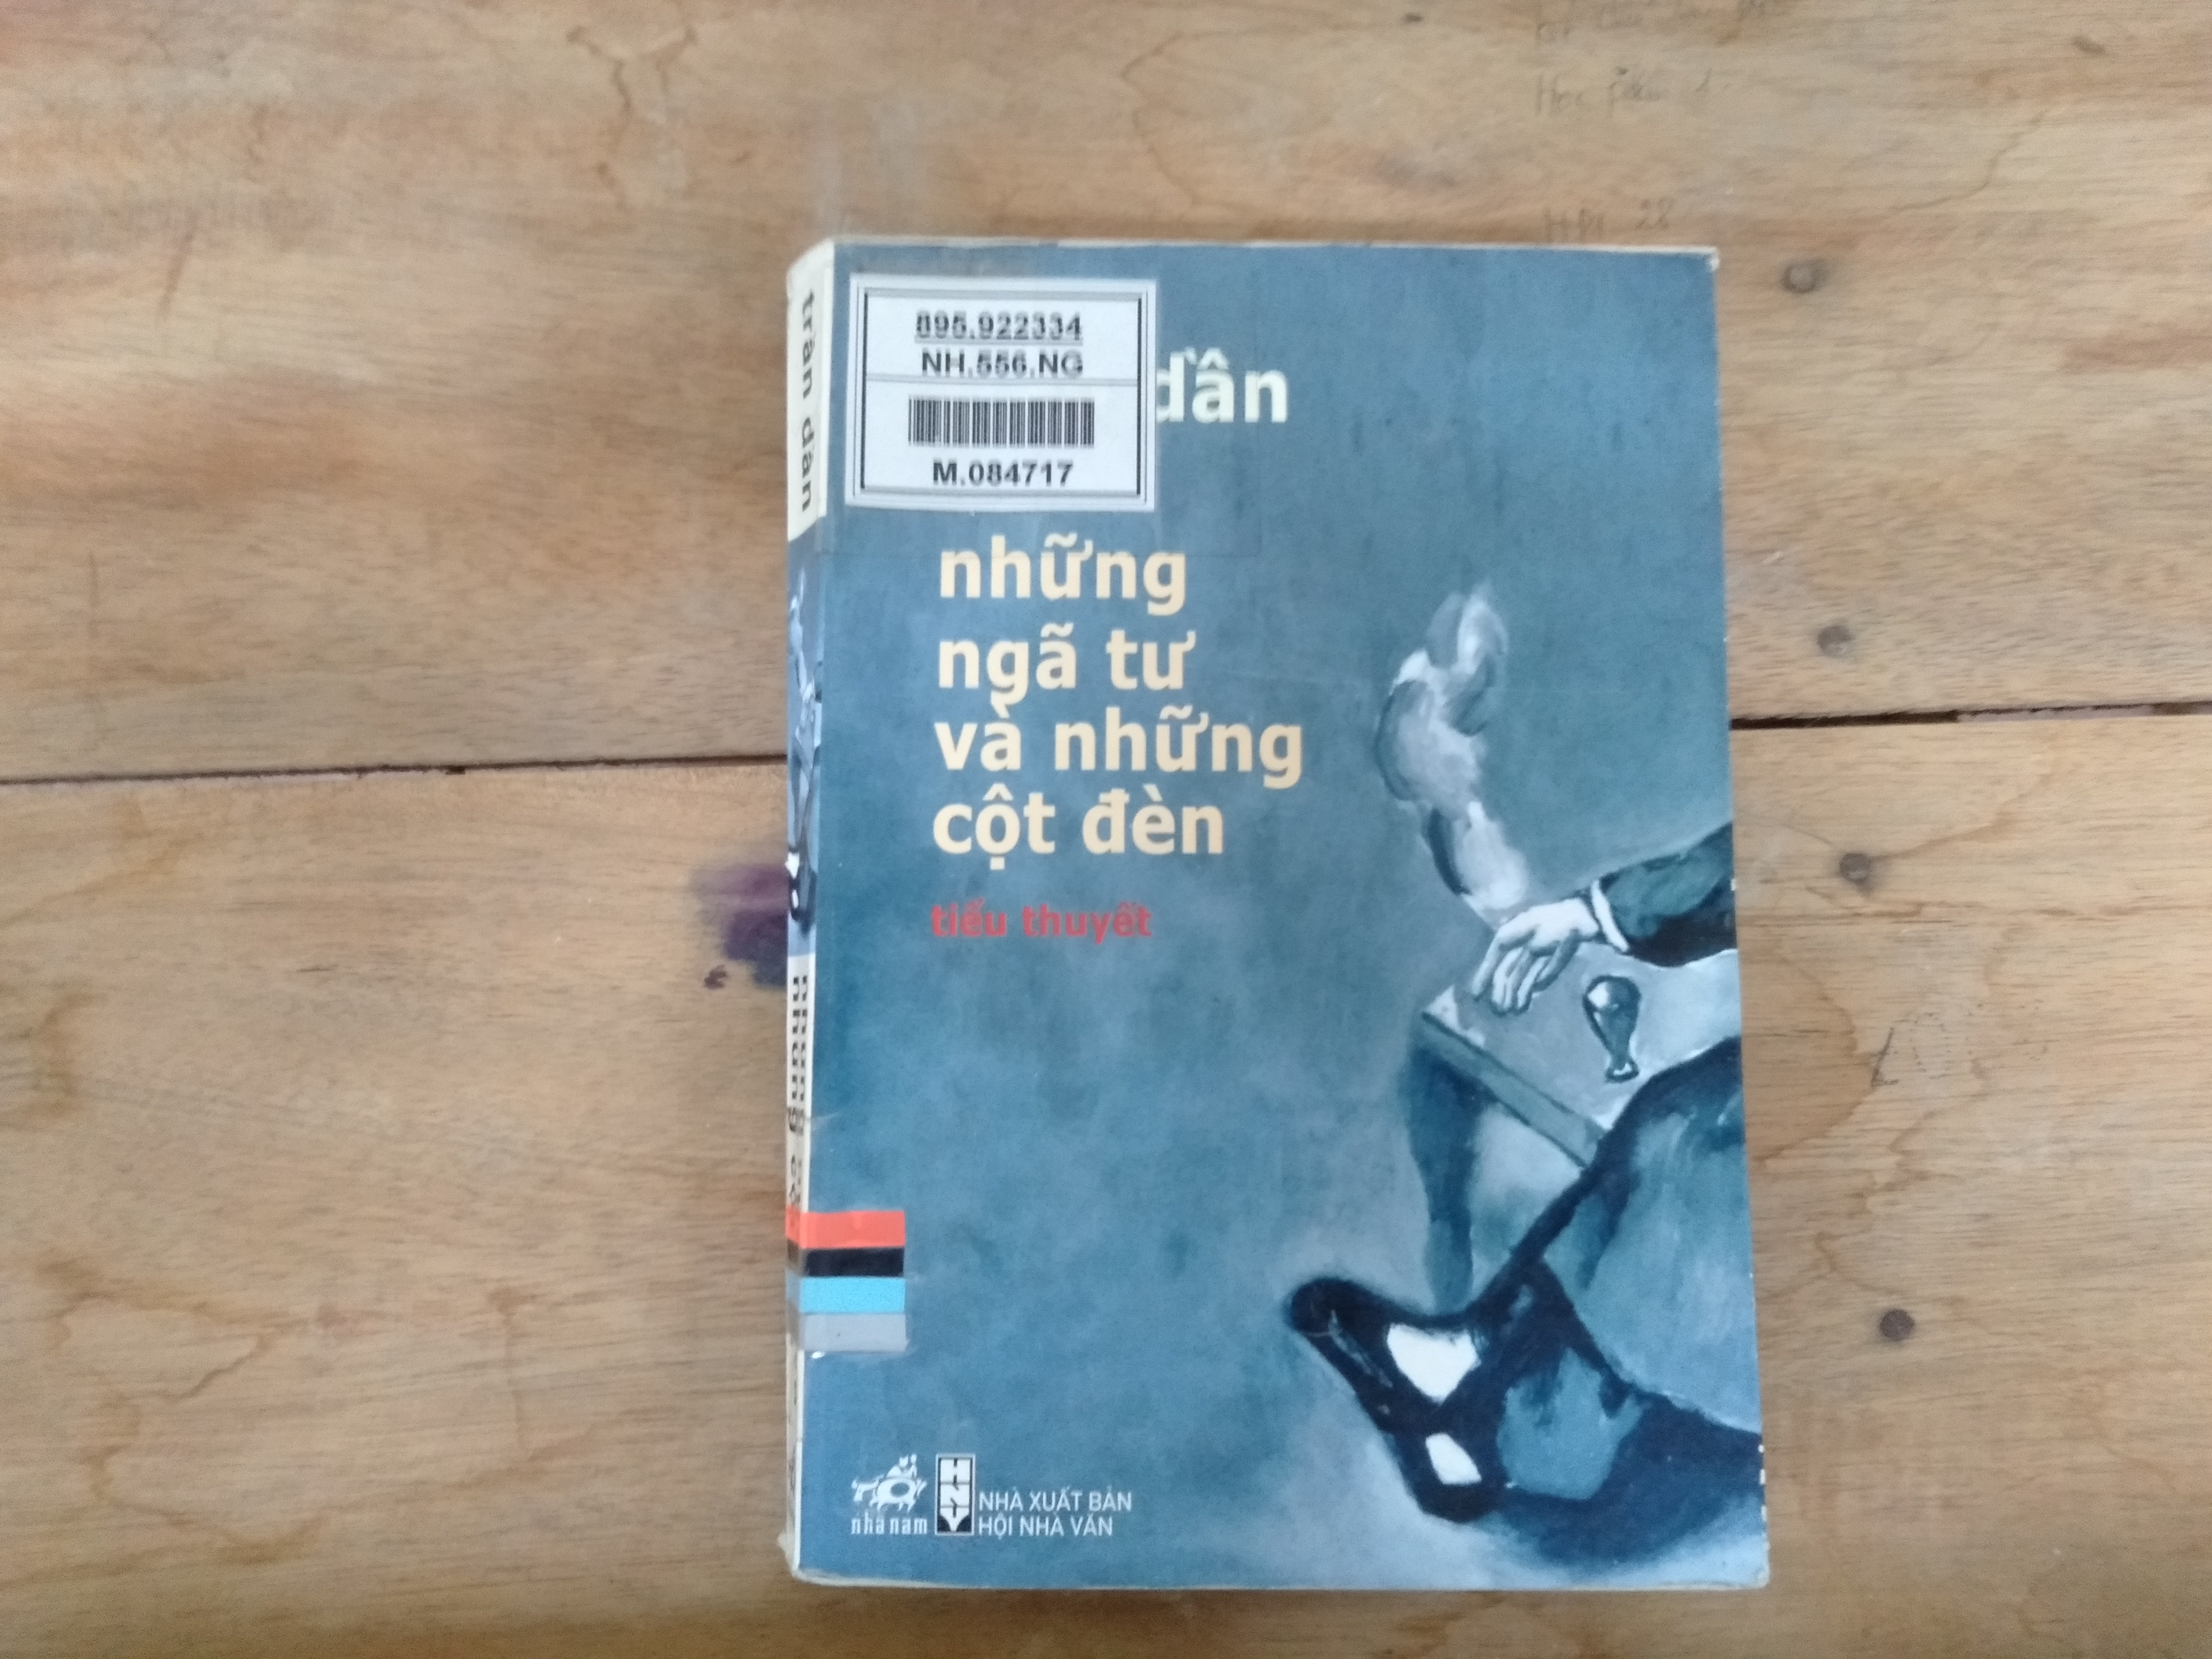 895.922334
NH.556.NG
M.084717
dần
những
ngã tư
và những
cột đèn
tiểu thuyết
nhã nam
HNV
NHÀ XUẤT BẢN
HỘI NHÀ VĂN
trần dần
những